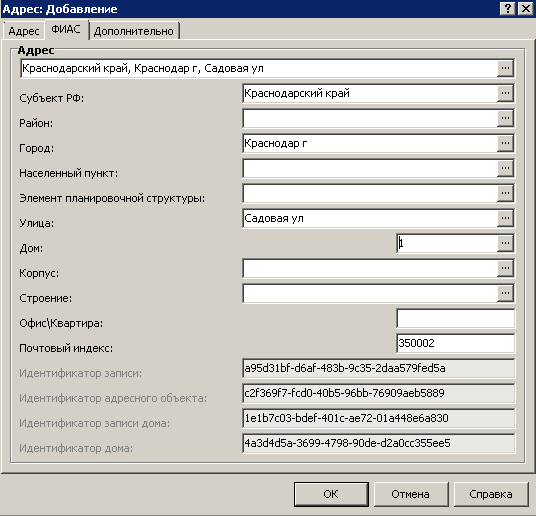 Адрес: Добавление
Адрес ФИАС Дополнительно
Адрес
Краснодарский край, Краснодар г, Садовая ул ...
Субъект РФ: Краснодарский край ...
Район: ...
Город: Краснодар г ...
Населенный пункт: ...
Элемент планировочной структуры: ...
Улица: Садовая ул ...
Дом: 1 ...
Корпус: ...
Строение: ...
Офис\Квартира:
Почтовый индекс: 350002
Идентификатор записи: a95d31bf-d6af-483b-9c35-2daa579fed5a
Идентификатор адресного объекта: c2f369f7-fcd0-40b5-96bb-76909aeb5889
Идентификатор записи дома: 1e1b7c03-bdef-401c-ae72-01a448e6a830
Идентификатор дома: 4a3d4d5a-3699-4798-90de-d2a0cc355ee5
ОК Отмена Справка